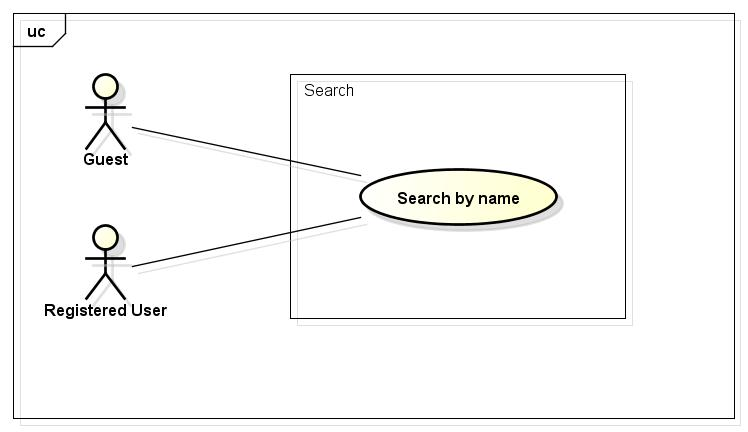 uc
Search
Guest
Search by name
Registered User